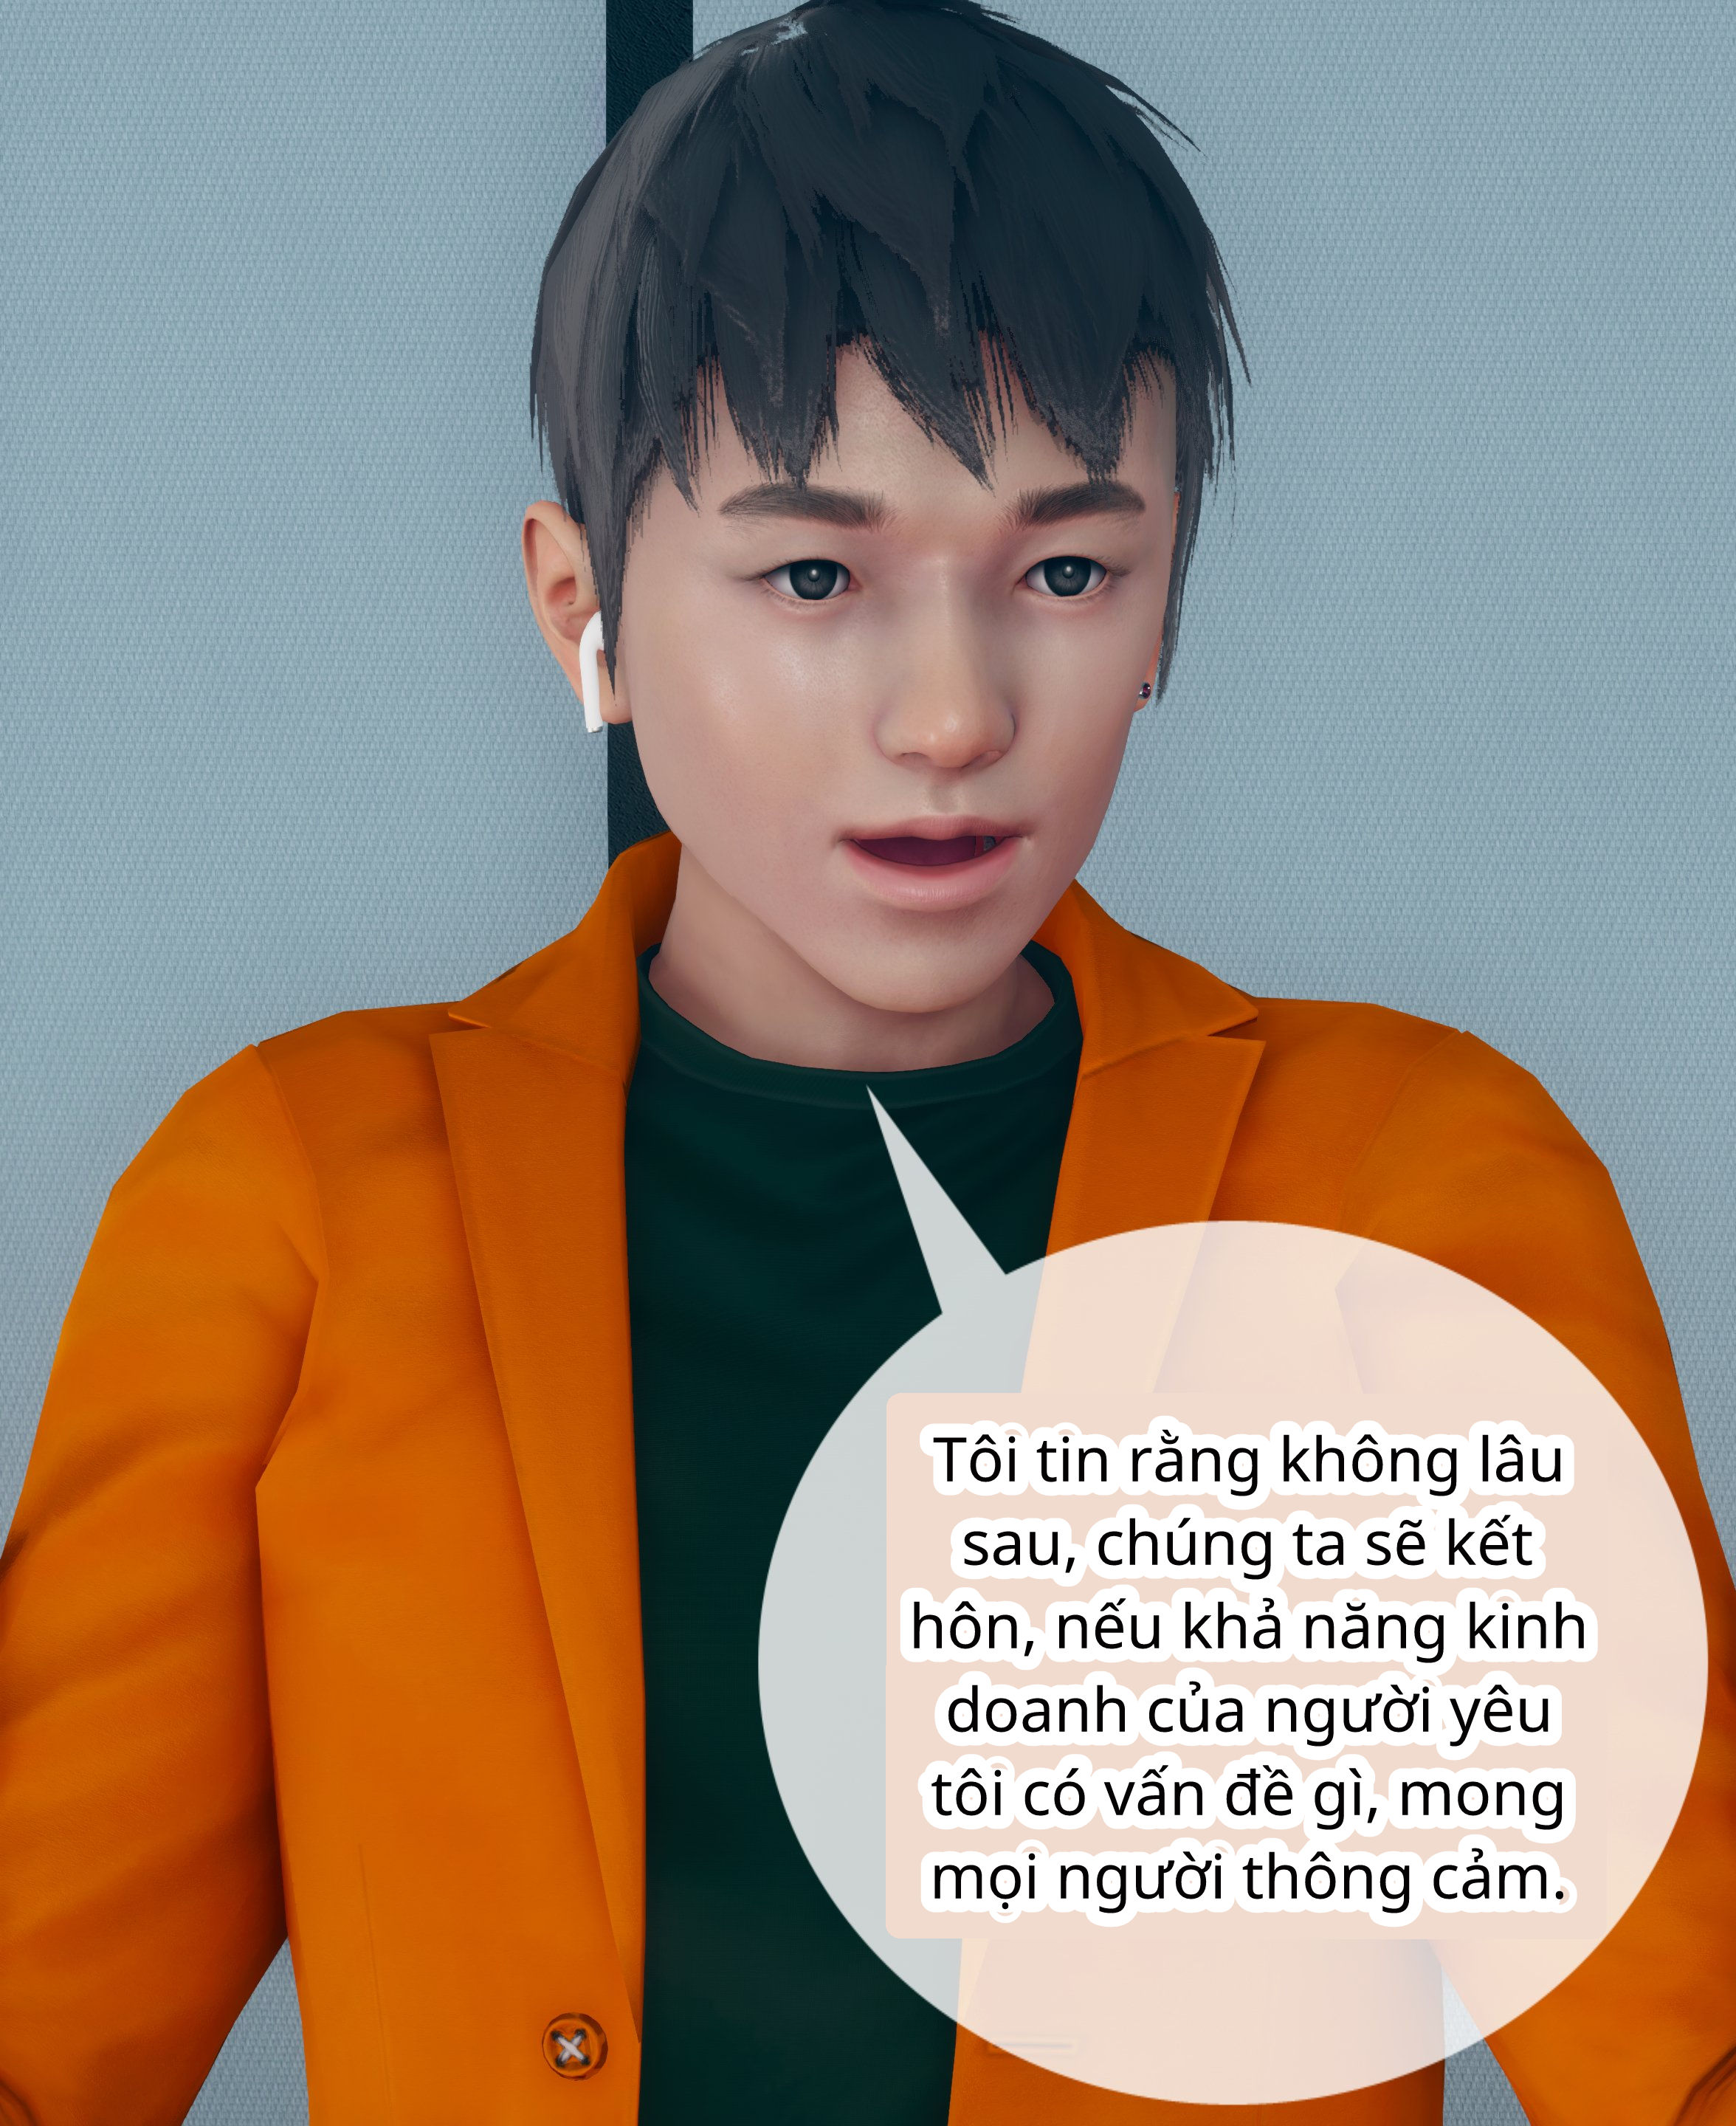 Tôi tin rằng không lâu
sau, chúng ta sẽ kết
hôn, nếu khả năng kinh
doanh của người yêu
tôi có vấn đề gì, mong
mọi người thông cảm.